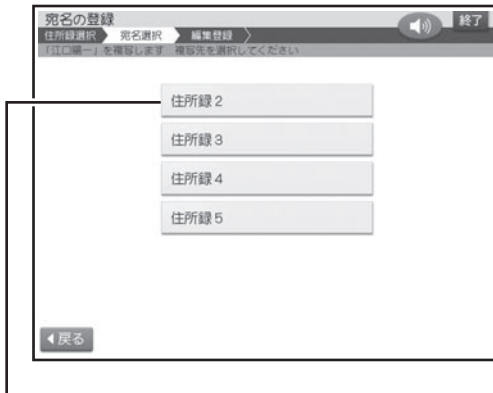 宛名の登録
終了
住所録選択 宛名選択 編集登録
「江口陽一」を複写します 複写先を選択してください
住所録2
住所録3
住所録4
住所録5
戻る